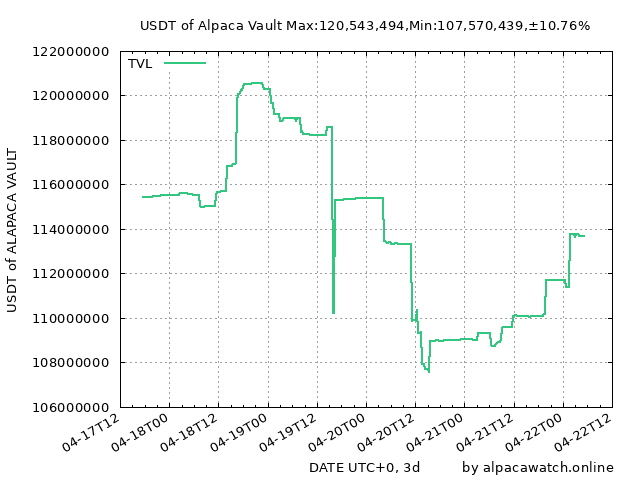 USDT of Alpaca Vault Max:120,543,494,Min:107,570,439,±10.76%
TVL
122000000
120000000
118000000
116000000
114000000
112000000
110000000
108000000
106000000
USDT of ALAPACA VAULT
04-17T12
04-18T00
04-18T12
04-19T00
04-19T12
04-20T00
04-20T12
04-21T00
04-21T12
04-22T00
04-22T12
DATE UTC+0, 3d
by alpacawatch.online